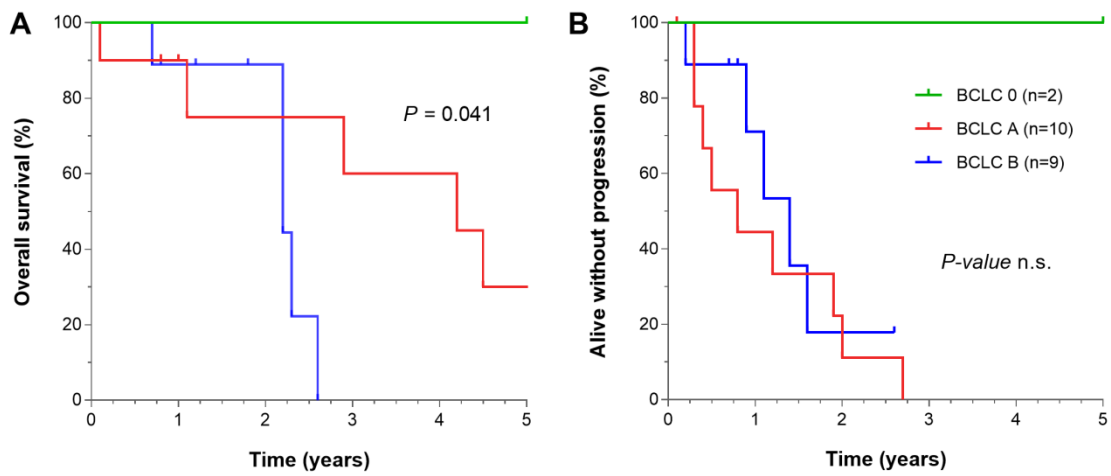 A
Overall survival (%)
100
80
60
40
20
0
P = 0.041
0 1 2 3 4 5
Time (years)
B
Alive without progression (%)
100
80
60
40
20
0
BCLC 0 (n=2)
BCLC A (n=10)
BCLC B (n=9)
P-value n.s.
0 1 2 3 4 5
Time (years)